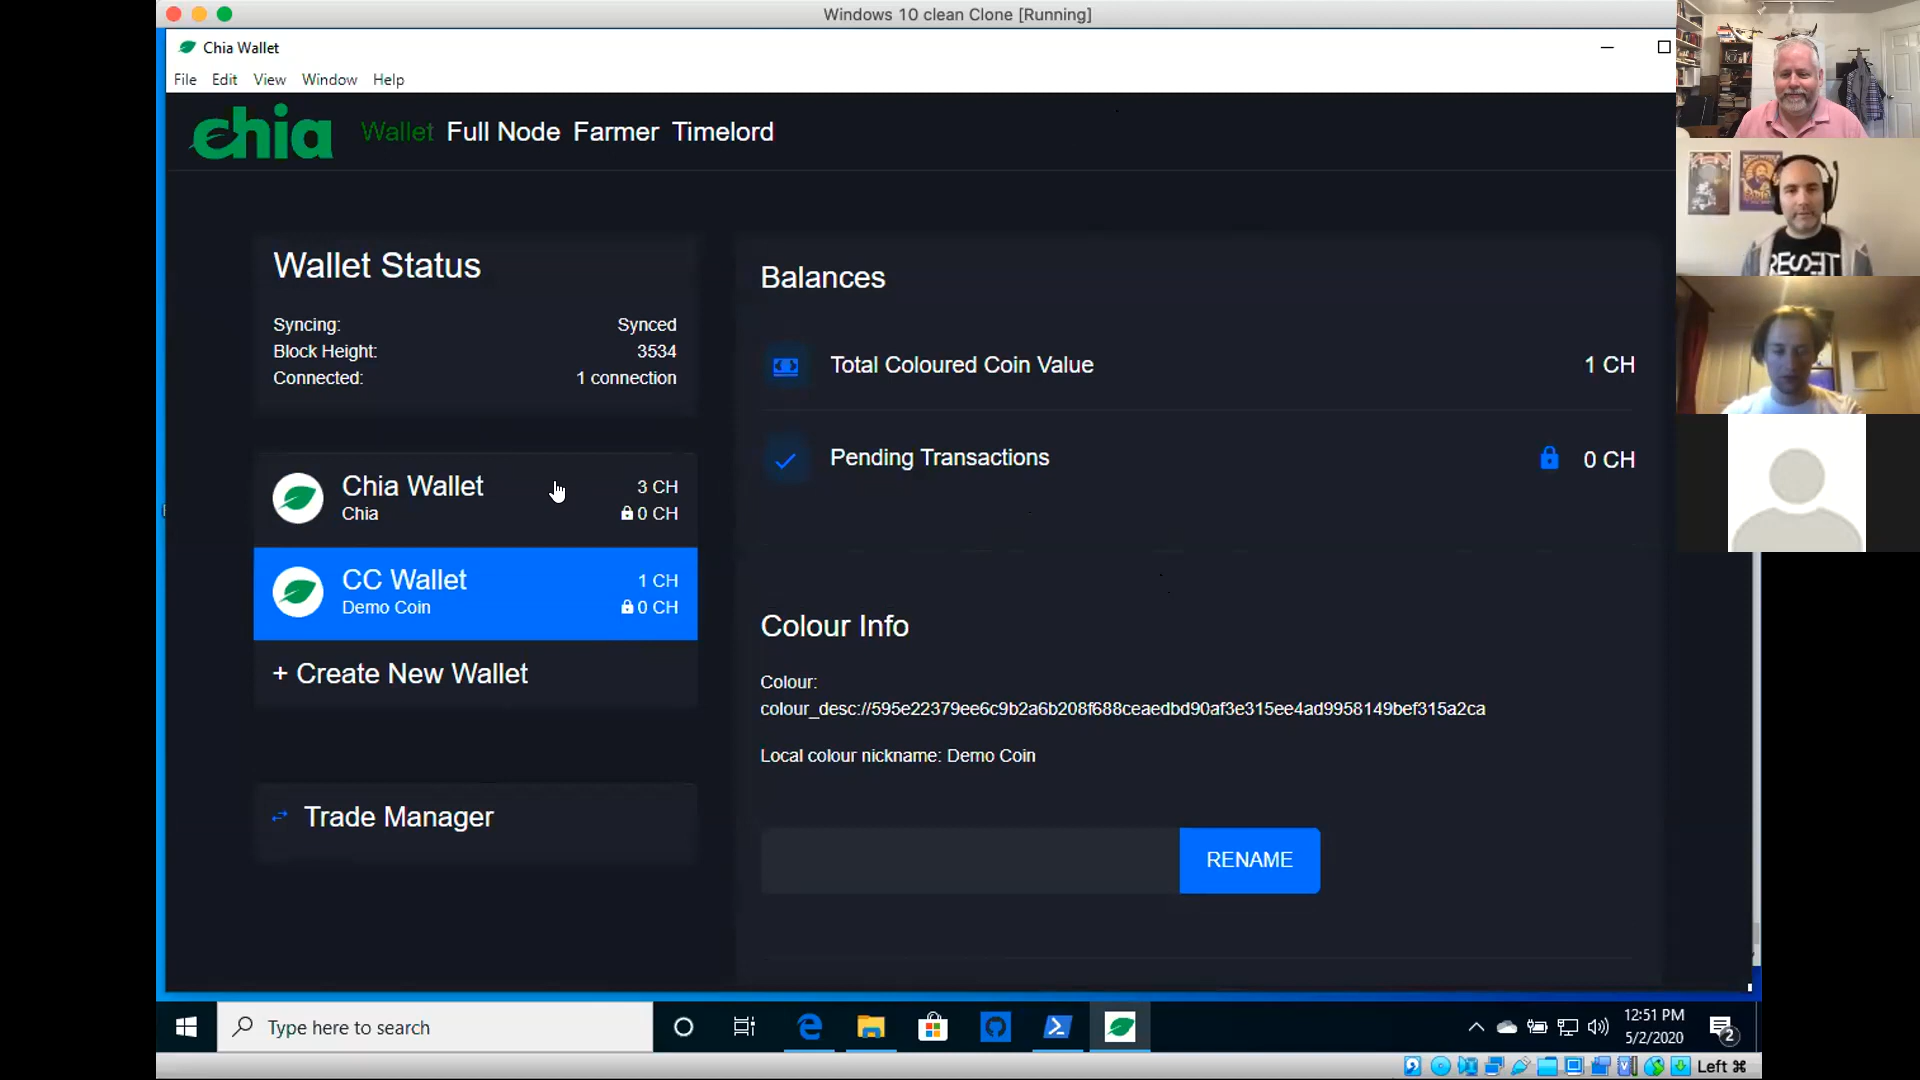 Windows 10 clean Clone [Running]
Chia Wallet
File Edit View Window Help
chia Wallet Full Node Farmer Timelord
Wallet Status
Syncing: Synced
Block Height: 3534
Connected: 1 connection
Chia Wallet 3 CH
Chia 0 CH
CC Wallet 1 CH
Demo Coin 0 CH
+ Create New Wallet
Trade Manager
Balances
Total Coloured Coin Value 1 CH
Pending Transactions 0 CH
Colour Info
Colour:
colour_desc://595e22379ee6c9b2a6b208f688ceaedbd90af3e315ee4ad9958149bef315a2ca
Local colour nickname: Demo Coin
RENAME
Type here to search
12:51 PM
5/2/2020
2
Left ⌘